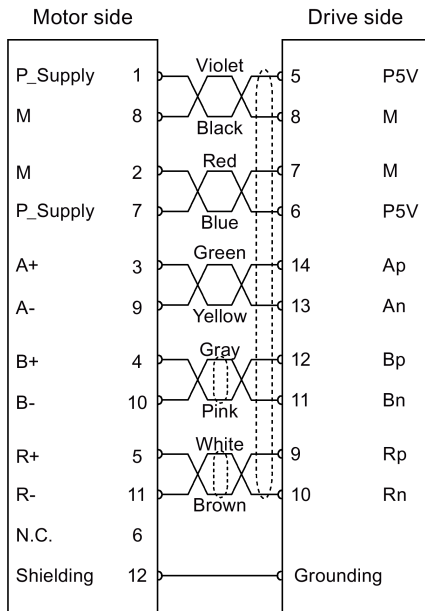 Motor side Drive side
Violet
P_Supply 1 5 P5V
M 8 8 M
Black
Red
M 2 7 M
P_Supply 7 6 P5V
Blue
Green
A+ 3 14 Ap
A- 9 13 An
Yellow
Gray
B+ 4 12 Bp
B- 10 11 Bn
Pink
White
R+ 5 9 Rp
R- 11 10 Rn
Brown
N.C. 6
Shielding 12 Grounding